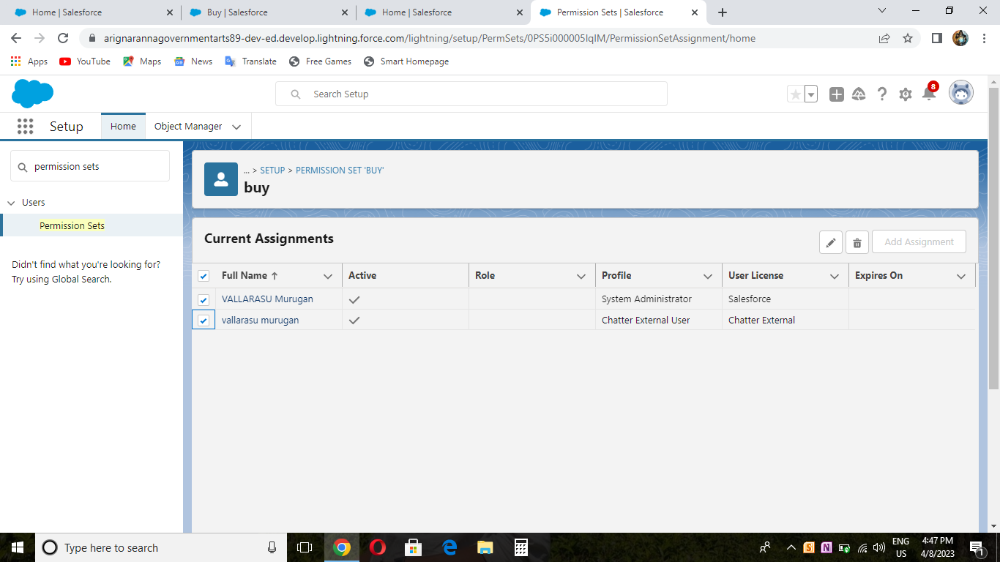 Home | Salesforce
Buy | Salesforce
Home | Salesforce
Permission Sets | Salesforce
arignarannagovernmentarts89-dev-ed.develop.lightning.force.com/lightning/setup/PermSets/0PS5i000005IqIM/PermissionSetAssignment/home
Apps
YouTube
Maps
News
Translate
Free Games
Smart Homepage
Search Setup
8
Setup
Home
Object Manager
permission sets
Users
Permission Sets
Didn't find what you're looking for?
Try using Global Search.
... > SETUP > PERMISSION SET 'BUY'
buy
Current Assignments
Add Assignment
Full Name
Active
Role
Profile
User License
Expires On
VALLARASU Murugan
System Administrator
Salesforce
vallarasu murugan
Chatter External User
Chatter External
Type here to search
ENG
US
4:47 PM
4/8/2023
1